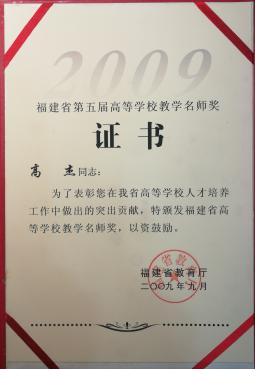 2009
福建省第五届高等学校教学名师奖
证书
高 杰同志：
为了表彰您在我省高等学校人才培养
工作中做出的突出贡献，特颁发福建省高
等学校教学名师奖，以资鼓励。
福建省教育厅
二〇〇九年九月